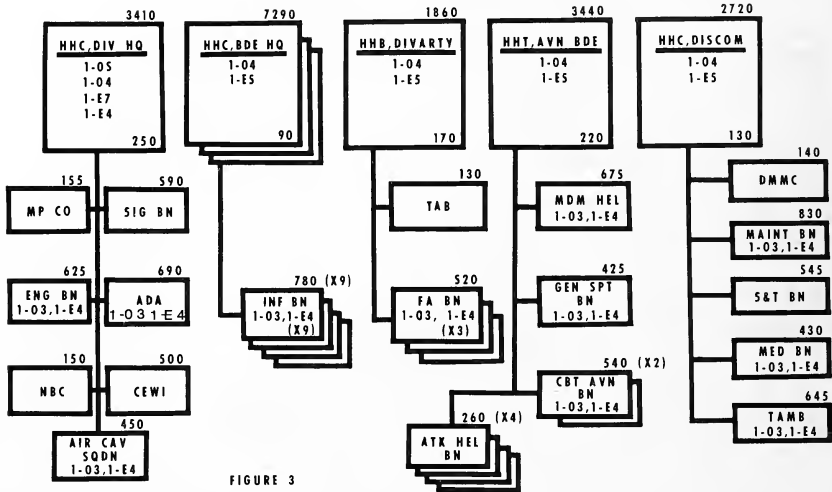 3410
HHC, DIV HQ
1-05
1-04
1-E7
1-E4
250
155
MP CO
590
SIG BN
625
ENG BN
1-03,1-E4
690
ADA
1-03 1-E4
150
NBC
500
CEWI
450
AIR CAV
SQDN
1-03,1-E4
7290
HHC, BDE HQ
1-04
1-E5
90
780 (X9)
INF BN
1-03,1-E4
(X9)
1860
HHB, DIVARTY
1-04
1-E5
170
130
TAB
520
FA BN
1-03, 1-E4
(X3)
3440
HHT, AVN BDE
1-04
1-E5
220
675
MDM HEL
1-03,1-E4
425
GEN SPT
BN
1-03,1-E4
540 (X2)
CBT AVN
BN
1-03,1-E4
260 (X4)
ATK HEL
BN
2720
HHC, DISCOM
1-04
1-E5
130
140
DMMC
830
MAINT BN
1-03,1-E4
545
S&T BN
430
MED BN
1-03,1-E4
645
TAMB
1-03,1-E4
FIGURE 3